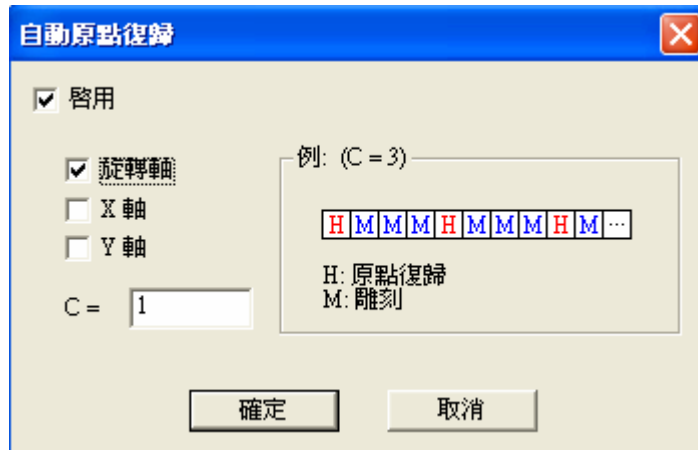 自動原點復歸
啓用
旋轉軸
X 軸
Y 軸
C = 1
例: (C = 3)
H M M M H M M M H M ...
H: 原點復歸
M: 雕刻
確定
取消